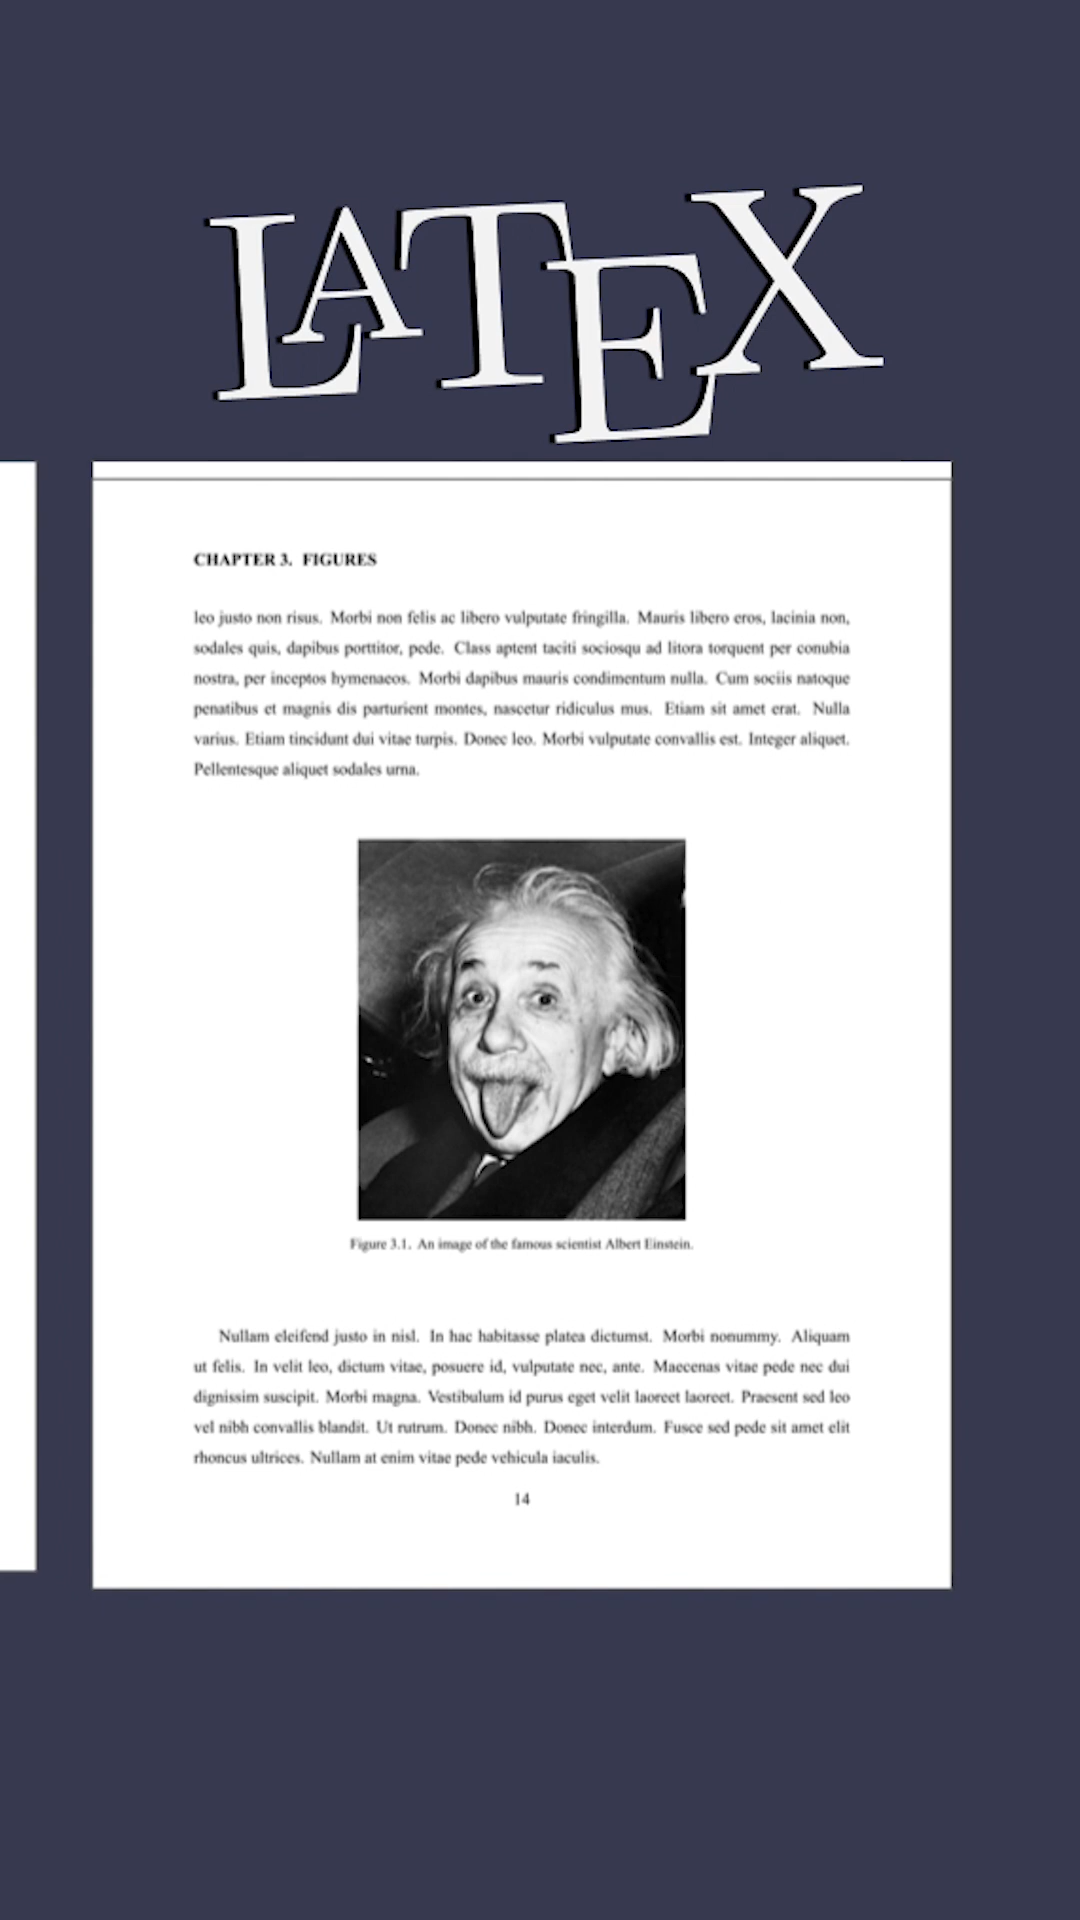 LATEX
CHAPTER 3. FIGURES
leo justo non risus. Morbi non felis ac libero vulputate fringilla. Mauris libero eros, lacinia non,
sodales quis, dapibus porttitor, pede. Class aptent taciti sociosqu ad litora torquent per conubia
nostra, per inceptos hymenaeos. Morbi dapibus mauris condimentum nulla. Cum sociis natoque
penatibus et magnis dis parturient montes, nascetur ridiculus mus. Etiam sit amet erat. Nulla
varius. Etiam tincidunt dui vitae turpis. Donec leo. Morbi vulputate convallis est. Integer aliquet.
Pellentesque aliquet sodales urna.
Figure 3.1. An image of the famous scientist Albert Einstein.
Nullam eleifend justo in nisl. In hac habitasse platea dictumst. Morbi nonummy. Aliquam
ut felis. In velit leo, dictum vitae, posuere id, vulputate nec, ante. Maecenas vitae pede nec dui
dignissim suscipit. Morbi magna. Vestibulum id purus eget velit laoreet laoreet. Praesent sed leo
vel nibh convallis blandit. Ut rutrum. Donec nibh. Donec interdum. Fusce sed pede sit amet elit
rhoncus ultrices. Nullam at enim vitae pede vehicula iaculis.
14